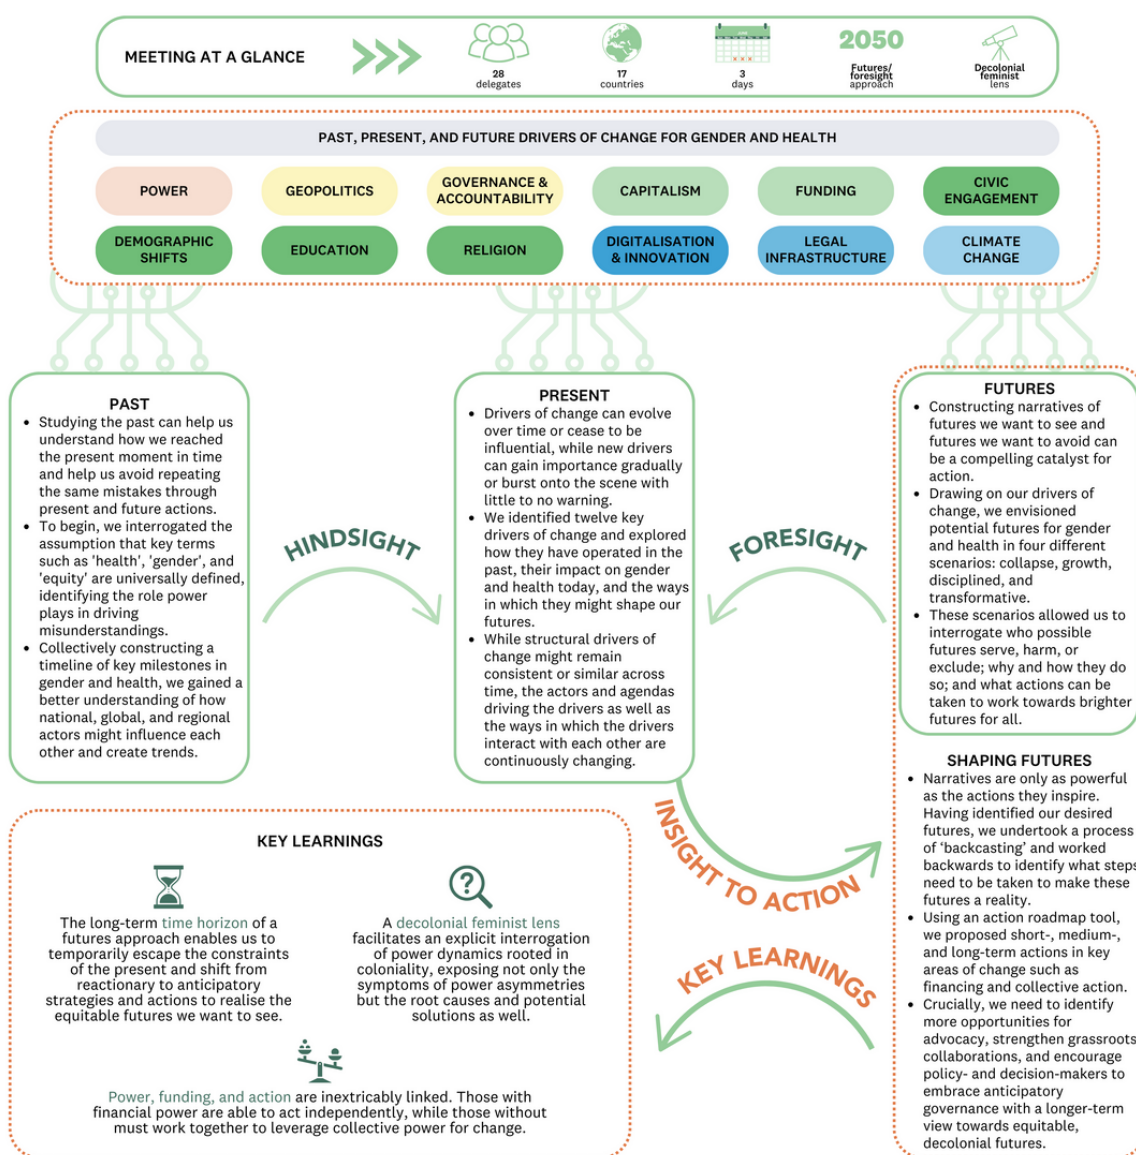 MEETING AT A GLANCE
28
delegates
17
countries
JUNE
3
days
2050
Futures/
foresight
approach
Decolonial
feminist
lens
PAST, PRESENT, AND FUTURE DRIVERS OF CHANGE FOR GENDER AND HEALTH
POWER
GEOPOLITICS
GOVERNANCE &
ACCOUNTABILITY
CAPITALISM
FUNDING
CIVIC
ENGAGEMENT
DEMOGRAPHIC
SHIFTS
EDUCATION
RELIGION
DIGITALISATION
& INNOVATION
LEGAL
INFRASTRUCTURE
CLIMATE
CHANGE
PAST
• Studying the past can help us
understand how we reached
the present moment in time
and help us avoid repeating
the same mistakes through
present and future actions.
• To begin, we interrogated the
assumption that key terms
such as 'health', 'gender', and
'equity' are universally defined,
identifying the role power
plays in driving
misunderstandings.
• Collectively constructing a
timeline of key milestones in
gender and health, we gained a
better understanding of how
national, global, and regional
actors might influence each
other and create trends.
HINDSIGHT
PRESENT
• Drivers of change can evolve
over time or cease to be
influential, while new drivers
can gain importance gradually
or burst onto the scene with
little to no warning.
• We identified twelve key
drivers of change and explored
how they have operated in the
past, their impact on gender
and health today, and the ways
in which they might shape our
futures.
• While structural drivers of
change might remain
consistent or similar across
time, the actors and agendas
driving the drivers as well as
the ways in which the drivers
interact with each other are
continuously changing.
FORESIGHT
FUTURES
• Constructing narratives of
futures we want to see and
futures we want to avoid can
be a compelling catalyst for
action.
• Drawing on our drivers of
change, we envisioned
potential futures for gender
and health in four different
scenarios: collapse, growth,
disciplined, and
transformative.
• These scenarios allowed us to
interrogate who possible
futures serve, harm, or
exclude; why and how they do
so; and what actions can be
taken to work towards brighter
futures for all.
SHAPING FUTURES
• Narratives are only as powerful
as the actions they inspire.
Having identified our desired
futures, we undertook a process
of ‘backcasting’ and worked
backwards to identify what steps
need to be taken to make these
futures a reality.
• Using an action roadmap tool,
we proposed short-, medium-,
and long-term actions in key
areas of change such as
financing and collective action.
• Crucially, we need to identify
more opportunities for
advocacy, strengthen grassroots
collaborations, and encourage
policy- and decision-makers to
embrace anticipatory
governance with a longer-term
view towards equitable,
decolonial futures.
INSIGHT TO ACTION
KEY LEARNINGS
KEY LEARNINGS
The long-term time horizon of a
futures approach enables us to
temporarily escape the constraints
of the present and shift from
reactionary to anticipatory
strategies and actions to realise the
equitable futures we want to see.
A decolonial feminist lens
facilitates an explicit interrogation
of power dynamics rooted in
coloniality, exposing not only the
symptoms of power asymmetries
but the root causes and potential
solutions as well.
Power, funding, and action are inextricably linked. Those with
financial power are able to act independently, while those without
must work together to leverage collective power for change.